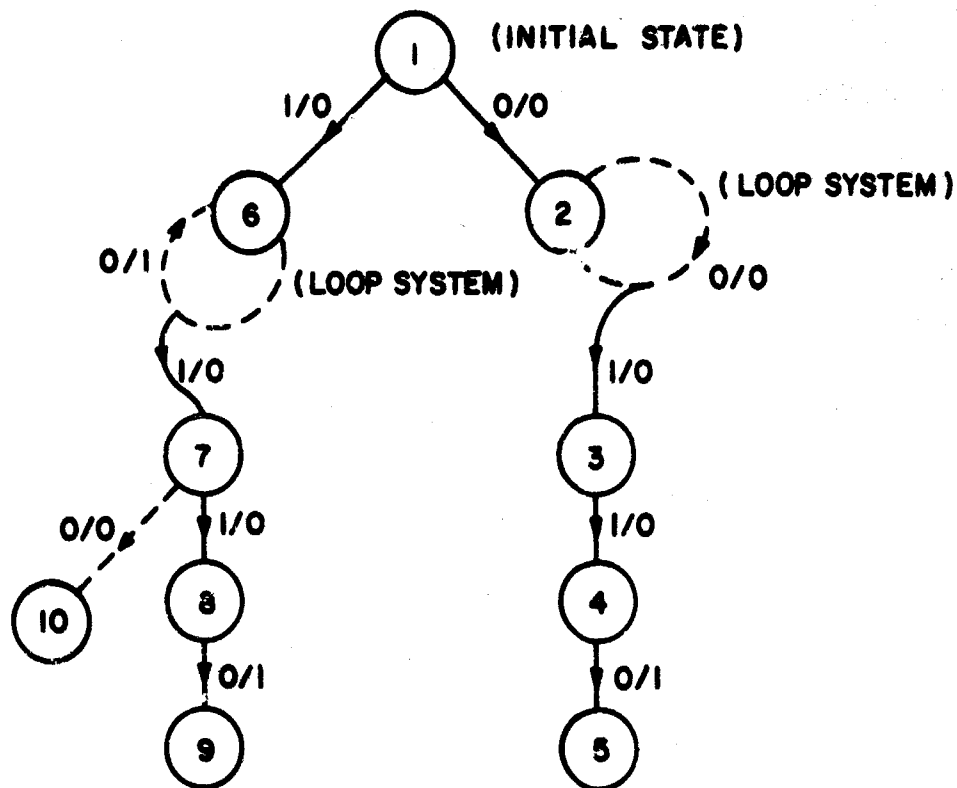 1 (INITIAL STATE)
1/0 0/0
6 2 (LOOP SYSTEM)
0/1 (LOOP SYSTEM) 0/0
1/0 1/0
7 3
0/0 1/0 1/0
10 8 4
0/1 0/1
9 5